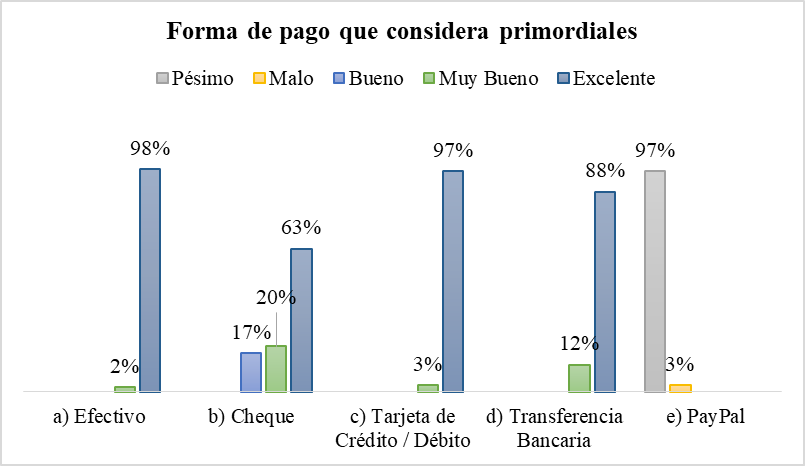 Forma de pago que considera primordiales
Pésimo Malo Bueno Muy Bueno Excelente
98% 97% 97%
88%
63%
20%
17%
12%
2% 3% 3%
a) Efectivo b) Cheque c) Tarjeta de d) Transferencia e) PayPal
Crédito / Débito Bancaria